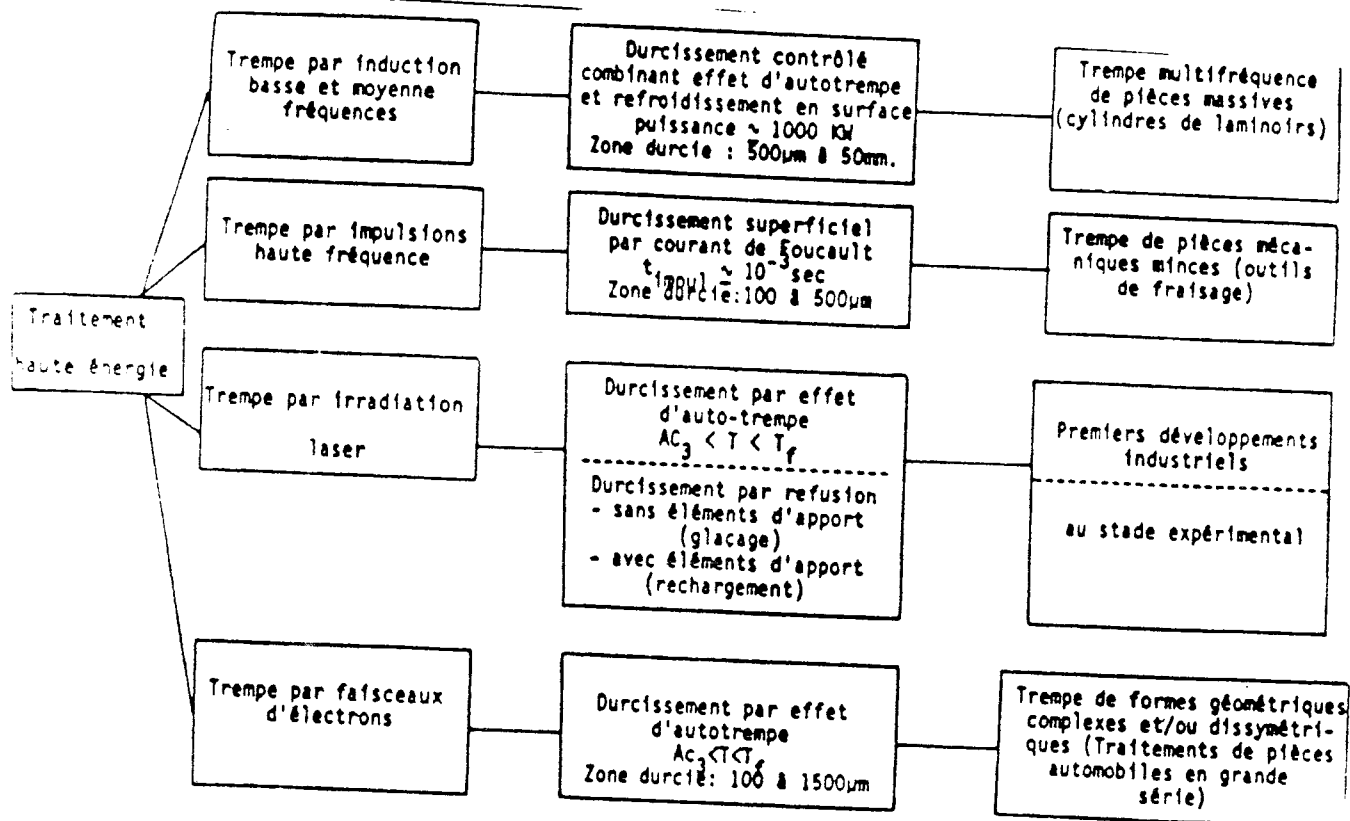 Traitement
haute énergie
Trempe par induction
basse et moyenne
fréquences
Durcissement contrôlé
combinant effet d'autotrempe
et refroidissement en surface
puissance ≃ 1000 KW
Zone durcie : 500µm à 50mm.
Trempe multifréquence
de pièces massives
(cylindres de laminoirs)
Trempe par impulsions
haute fréquence
Durcissement superficiel
par courant de Foucault
t_impul ≃ 10⁻³ sec
Zone durcie:100 à 500µm
Trempe de pièces méca-
niques minces (outils
de fraisage)
Trempe par irradiation
laser
Durcissement par effet
d'auto-trempe
AC₃ < T < T_f
Durcissement par refusion
- sans éléments d'apport
(glaçage)
- avec éléments d'apport
(rechargement)
Premiers développements
industriels
au stade expérimental
Trempe par faisceaux
d'électrons
Durcissement par effet
d'autotrempe
Ac₃<T<T_f
Zone durcie: 100 à 1500µm
Trempe de formes géométriques
complexes et/ou dissymétri-
ques (Traitements de pièces
automobiles en grande
série)